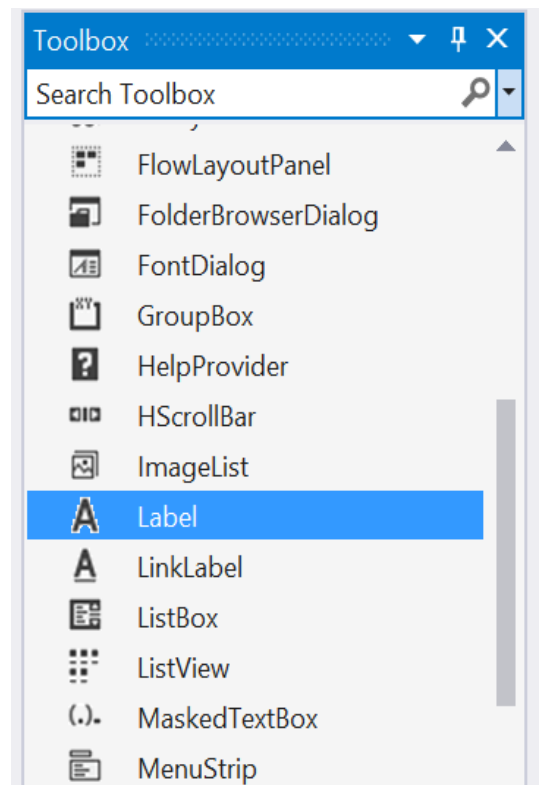 Toolbox
Search Toolbox
FlowLayoutPanel
FolderBrowserDialog
FontDialog
GroupBox
HelpProvider
HScrollBar
ImageList
Label
LinkLabel
ListBox
ListView
MaskedTextBox
MenuStrip